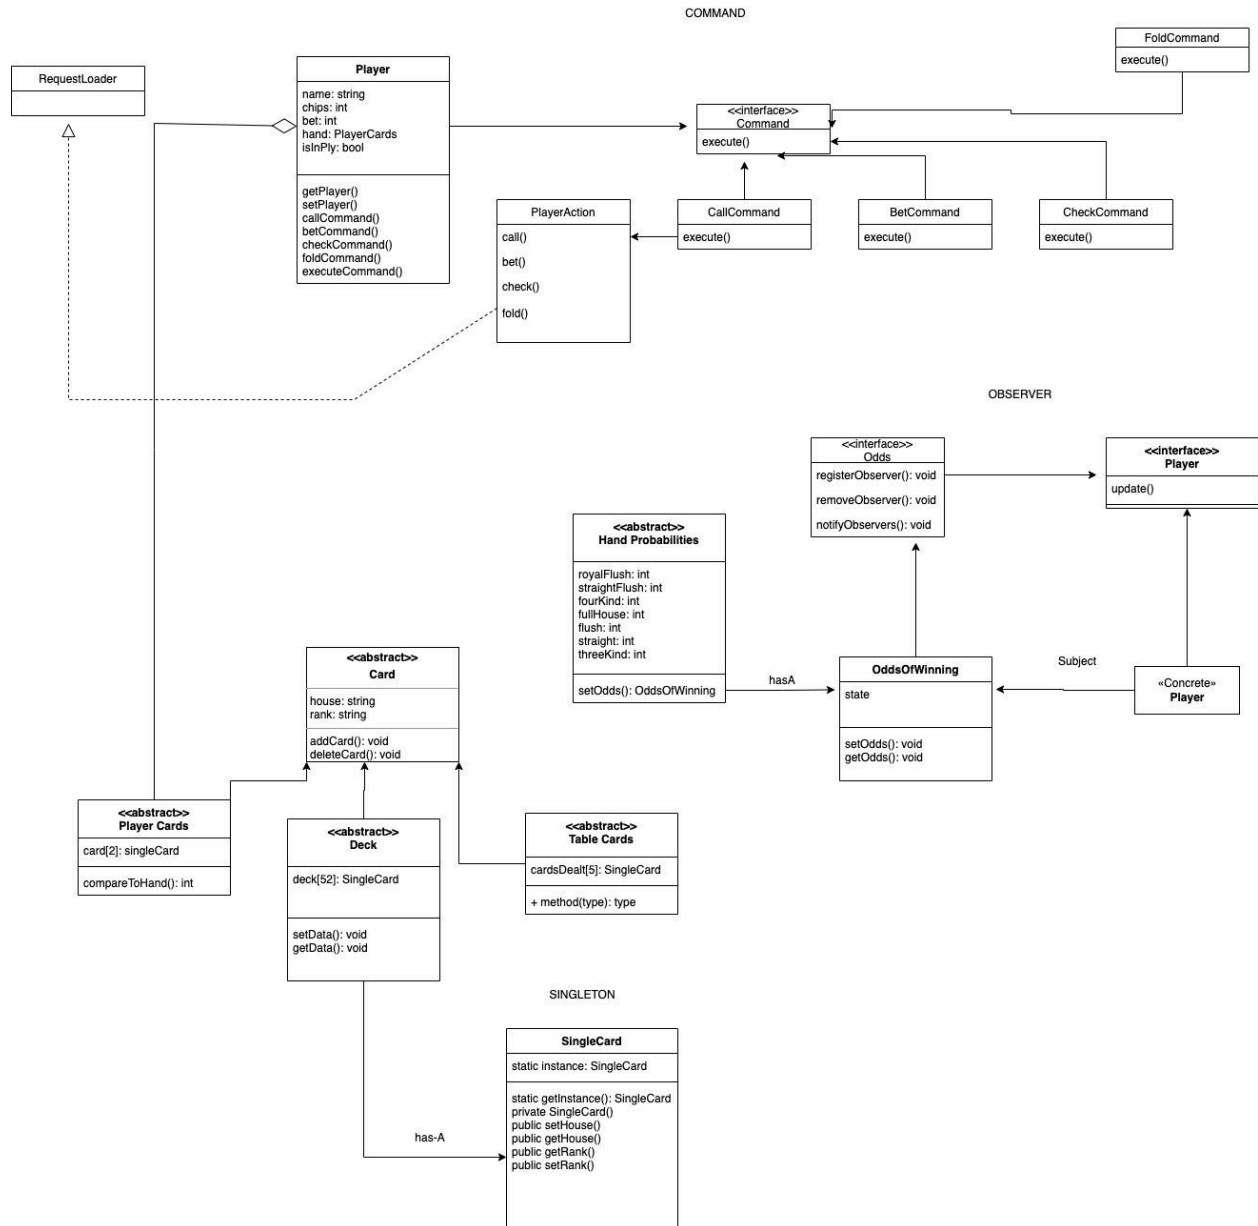 COMMAND
FoldCommand
execute()
RequestLoader
Player
name: string
chips: int
bet: int
hand: PlayerCards
isInPly: bool
getPlayer()
setPlayer()
callCommand()
betCommand()
checkCommand()
foldCommand()
executeCommand()
<<interface>>
Command
execute()
PlayerAction
call()
bet()
check()
fold()
CallCommand
execute()
BetCommand
execute()
CheckCommand
execute()
OBSERVER
<<interface>>
Odds
registerObserver(): void
removeObserver(): void
notifyObservers(): void
<<interface>>
Player
update()
<<abstract>>
Hand Probabilities
royalFlush: int
straightFlush: int
fourKind: int
fullHouse: int
flush: int
straight: int
threeKind: int
setOdds(): OddsOfWinning
hasA
OddsOfWinning
state
setOdds(): void
getOdds(): void
Subject
«Concrete»
Player
<<abstract>>
Card
house: string
rank: string
addCard(): void
deleteCard(): void
<<abstract>>
Player Cards
card[2]: singleCard
compareToHand(): int
<<abstract>>
Deck
deck[52]: SingleCard
setData(): void
getData(): void
<<abstract>>
Table Cards
cardsDealt[5]: SingleCard
+ method(type): type
SINGLETON
SingleCard
static instance: SingleCard
static getInstance(): SingleCard
private SingleCard()
public setHouse()
public getHouse()
public getRank()
public setRank()
has-A